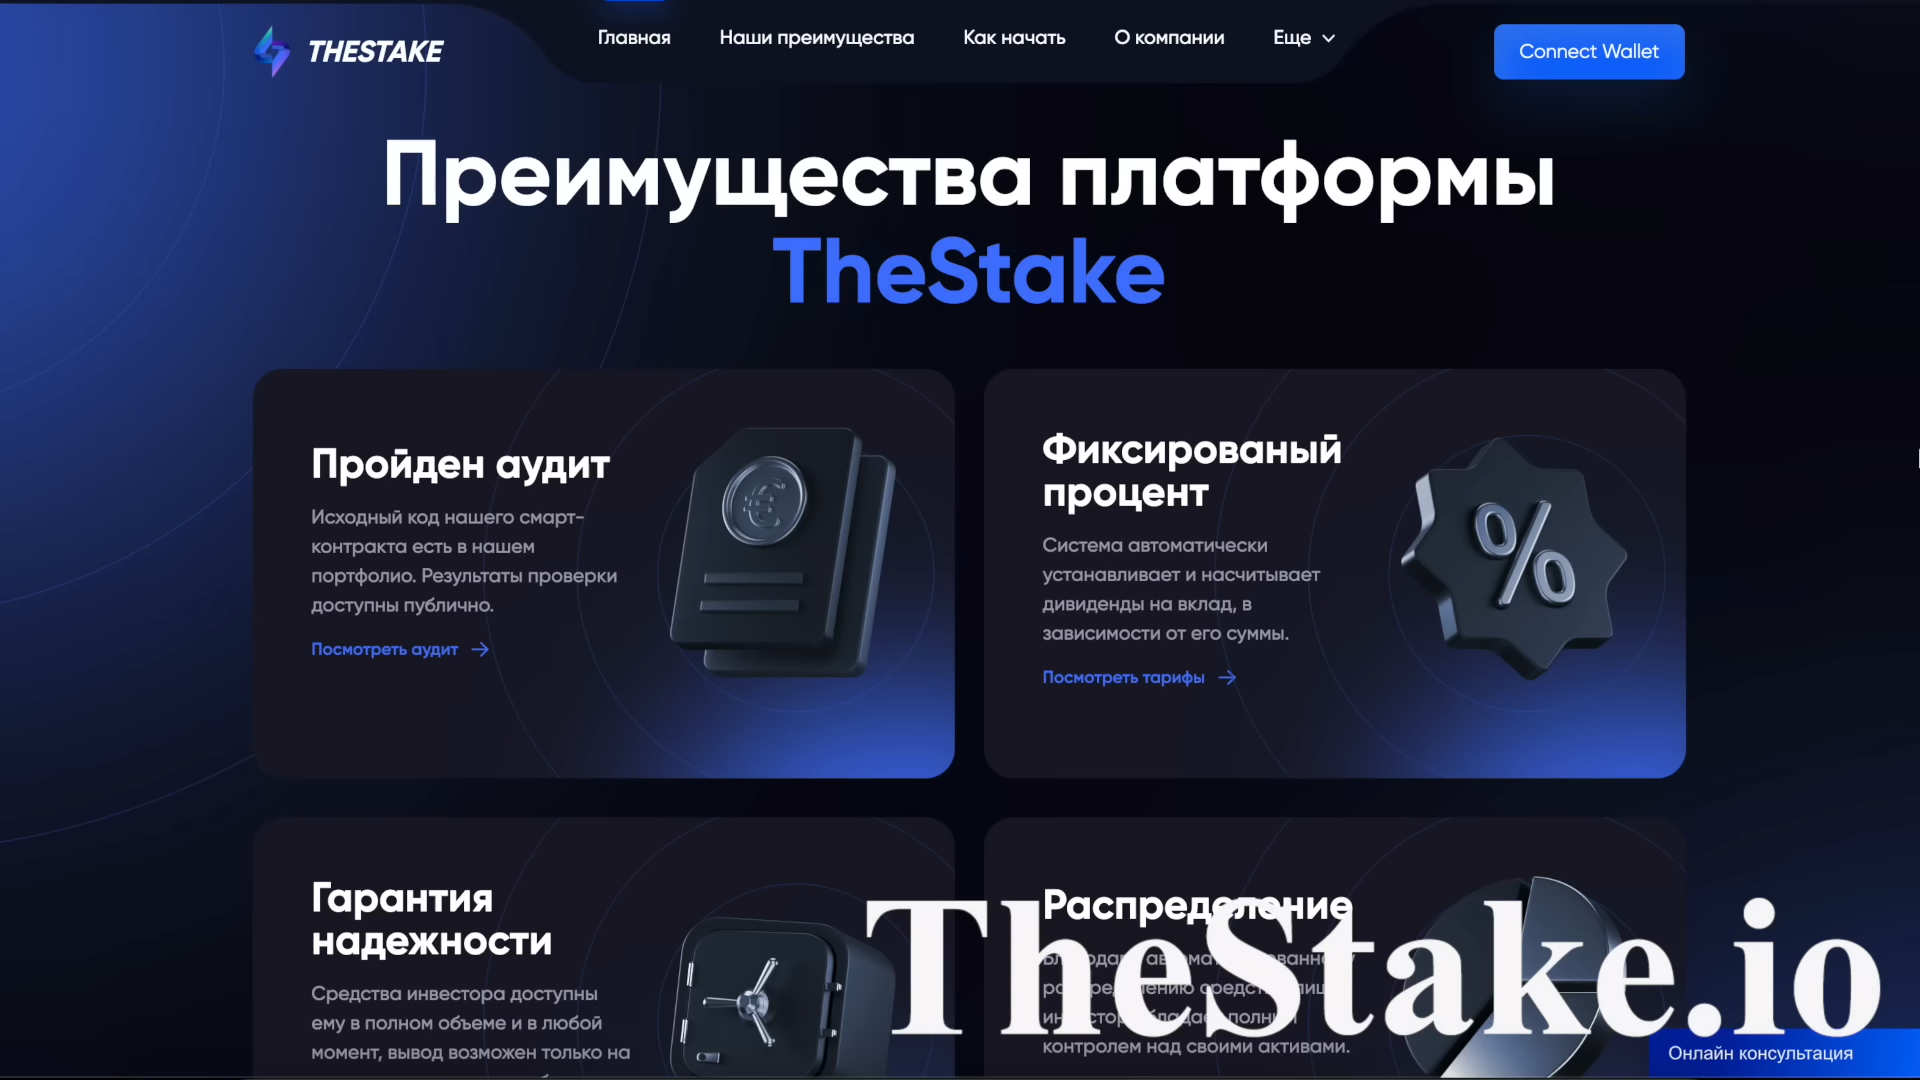 THESTAKE
Главная
Наши преимущества
Как начать
О компании
Еще
Connect Wallet
Преимущества платформы
TheStake
Пройден аудит
Исходный код нашего смарт-
контракта есть в нашем
портфолио. Результаты проверки
доступны публично.
Посмотреть аудит
Фиксированый
процент
Система автоматически
устанавливает и насчитывает
дивиденды на вклад, в
зависимости от его суммы.
Посмотреть тарифы
Гарантия
надежности
Средства инвестора доступны
ему в полном объеме и в любой
момент, вывод возможен только на
Распределение
контролем над своими активами.
TheStake.io
Онлайн консультация